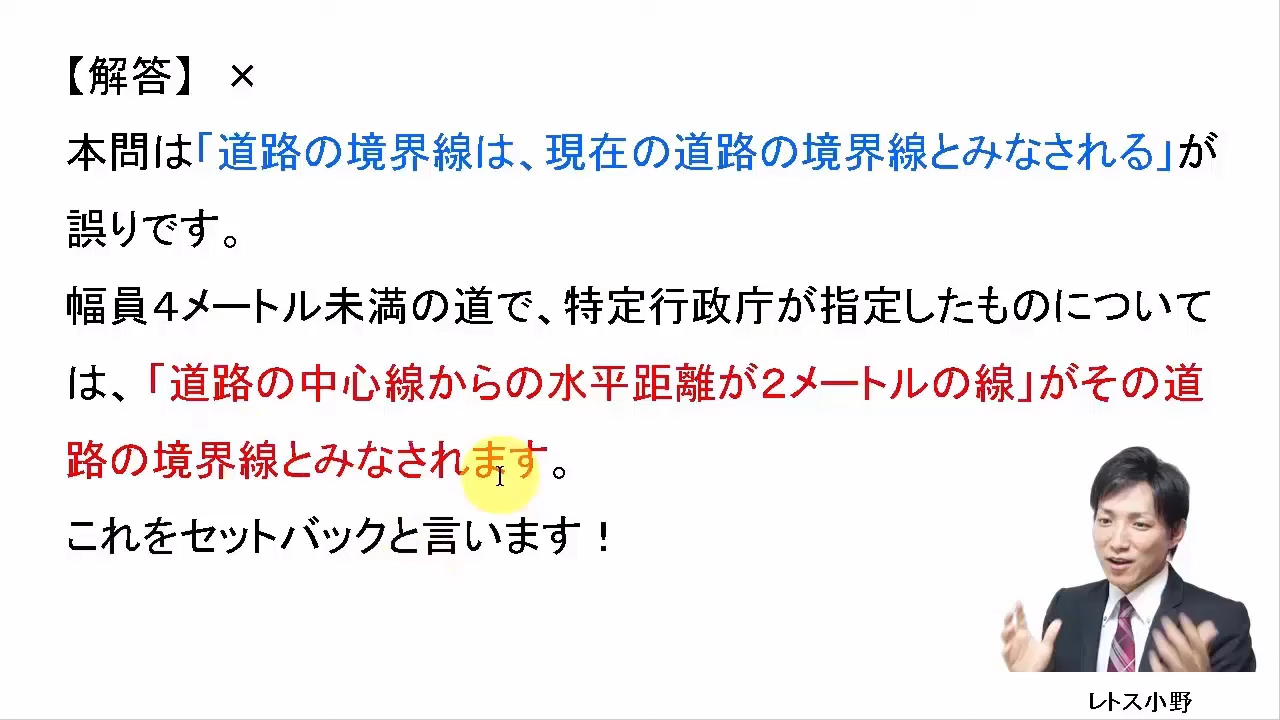 【解答】 ×
本問は「道路の境界線は、現在の道路の境界線とみなされる」が
誤りです。
幅員４メートル未満の道で、特定行政庁が指定したものについて
は、「道路の中心線からの水平距離が２メートルの線」がその道
路の境界線とみなされます。
これをセットバックと言います！
レトス小野